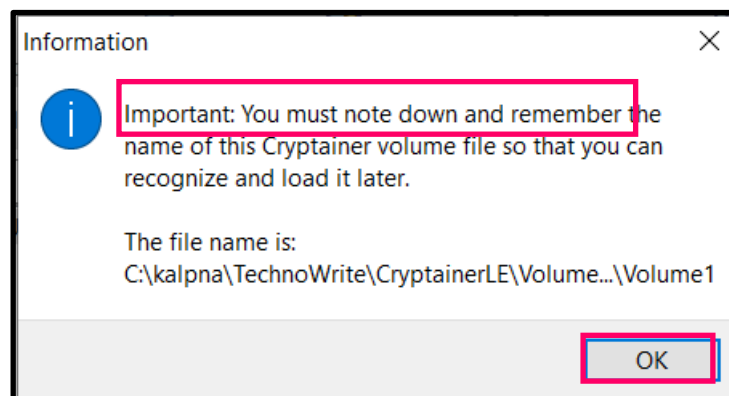 Information
Important: You must note down and remember the
name of this Cryptainer volume file so that you can
recognize and load it later.
The file name is:
C:\kalpna\TechnoWrite\CryptainerLE\Volume...\Volume1
OK